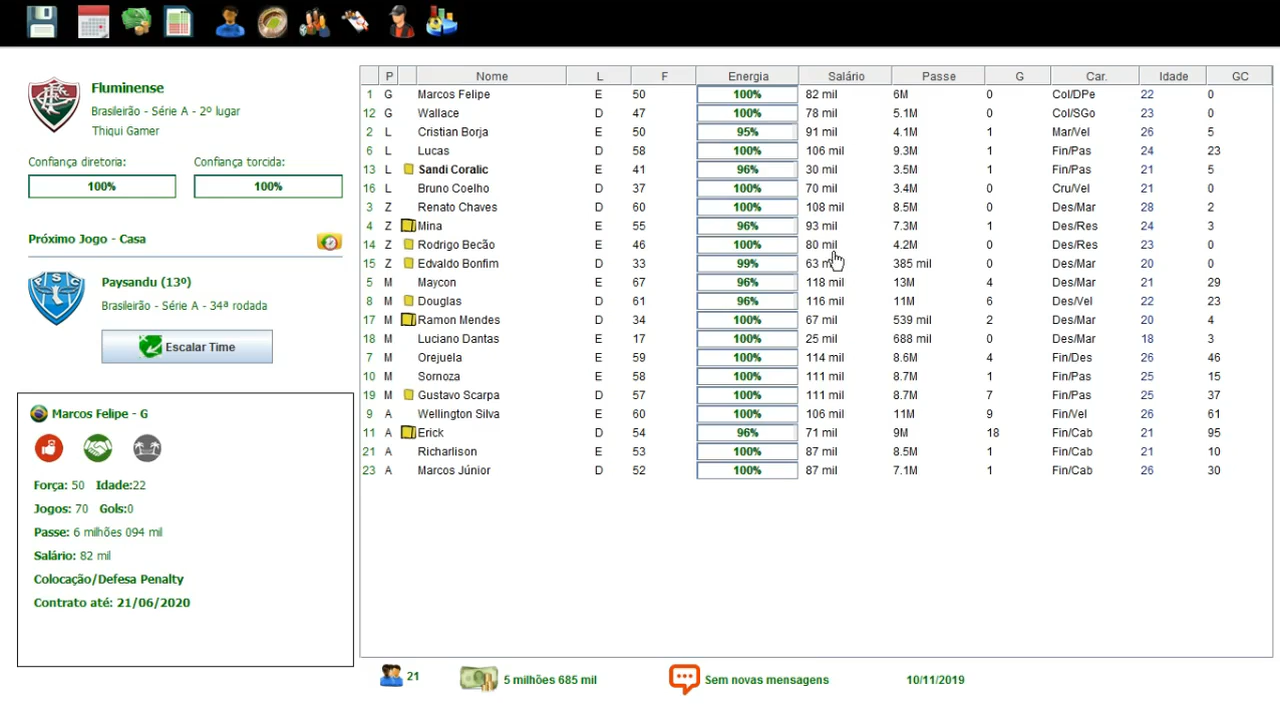 Fluminense
Brasileirão - Série A - 2º lugar
Thiqui Gamer
Confiança diretoria: Confiança torcida:
100% 100%
Próximo Jogo - Casa
PSC
Paysandu (13º)
Brasileirão - Série A - 34ª rodada
Escalar Time
Marcos Felipe - G
Força: 50 Idade:22
Jogos: 70 Gols:0
Passe: 6 milhões 094 mil
Salário: 82 mil
Colocação/Defesa Penalty
Contrato até: 21/06/2020
P Nome L F Energia Salário Passe G Car. Idade GC
1 G Marcos Felipe E 50 100% 82 mil 6M 0 Col/DPe 22 0
12 G Wallace D 47 100% 78 mil 5.1M 0 Col/SGo 23 0
2 L Cristian Borja E 50 95% 91 mil 4.1M 1 Mar/Vel 26 5
6 L Lucas D 58 100% 106 mil 9.3M 1 Fin/Pas 24 23
13 L Sandi Coralic E 41 96% 30 mil 3.5M 1 Fin/Pas 21 5
16 L Bruno Coelho D 37 100% 70 mil 3.4M 0 Cru/Vel 21 0
3 Z Renato Chaves D 60 100% 108 mil 8.5M 0 Des/Mar 28 2
4 Z Mina E 55 96% 93 mil 7.3M 1 Des/Res 24 3
14 Z Rodrigo Becão E 46 100% 80 mil 4.2M 0 Des/Res 23 0
15 Z Edvaldo Bonfim D 33 99% 63 385 mil 0 Des/Mar 20 0
5 M Maycon E 67 96% 118 mil 13M 4 Des/Mar 21 29
8 M Douglas D 61 96% 116 mil 11M 6 Des/Vel 22 23
17 M Ramon Mendes D 34 100% 67 mil 539 mil 2 Des/Mar 20 4
18 M Luciano Dantas E 17 100% 25 mil 688 mil 0 Des/Mar 18 3
7 M Orejuela E 59 100% 114 mil 8.6M 4 Fin/Des 26 46
10 M Sornoza E 58 100% 111 mil 8.7M 1 Fin/Pas 25 15
19 M Gustavo Scarpa D 57 100% 111 mil 8.7M 7 Fin/Pas 25 37
9 A Wellington Silva E 60 100% 106 mil 11M 9 Fin/Vel 26 61
11 A Erick D 54 96% 71 mil 9M 18 Fin/Cab 21 95
21 A Richarlison E 53 100% 87 mil 8.5M 1 Fin/Cab 21 10
23 A Marcos Júnior D 52 100% 87 mil 7.1M 1 Fin/Cab 26 30
21 5 milhões 685 mil Sem novas mensagens 10/11/2019